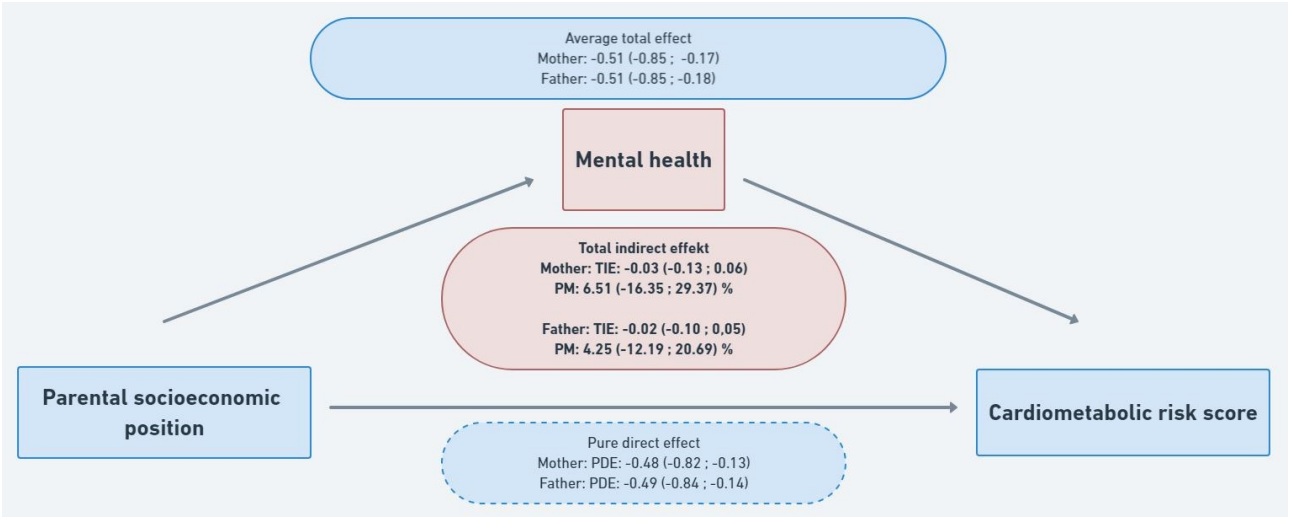 Average total effect
Mother: -0.51 (-0.85 ;  -0.17)
Father: -0.51 (-0.85 ; -0.18)
Mental health
Total indirect effekt
Mother: TIE: -0.03 (-0.13 ; 0.06)
PM: 6.51 (-16.35 ; 29.37) %
Father: TIE: -0.02 (-0.10 ; 0,05)
PM: 4.25 (-12.19 ; 20.69) %
Parental socioeconomic
position
Cardiometabolic risk score
Pure direct effect
Mother: PDE: -0.48 (-0.82 ; -0.13)
Father: PDE: -0.49 (-0.84 ; -0.14)